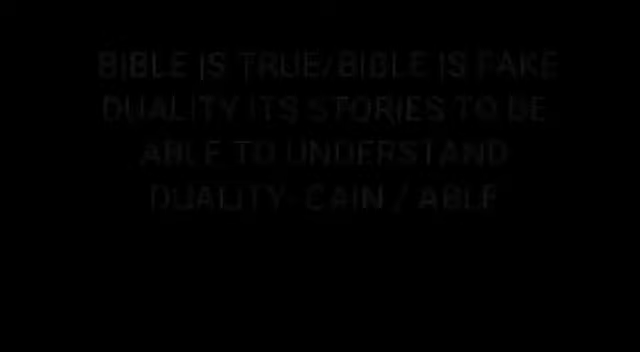 BIBLE IS TRUE/BIBLE IS FAKE
DUALITY ITS STORIES TO BE
ABLE TO UNDERSTAND
DUALITY- CAIN / ABLE